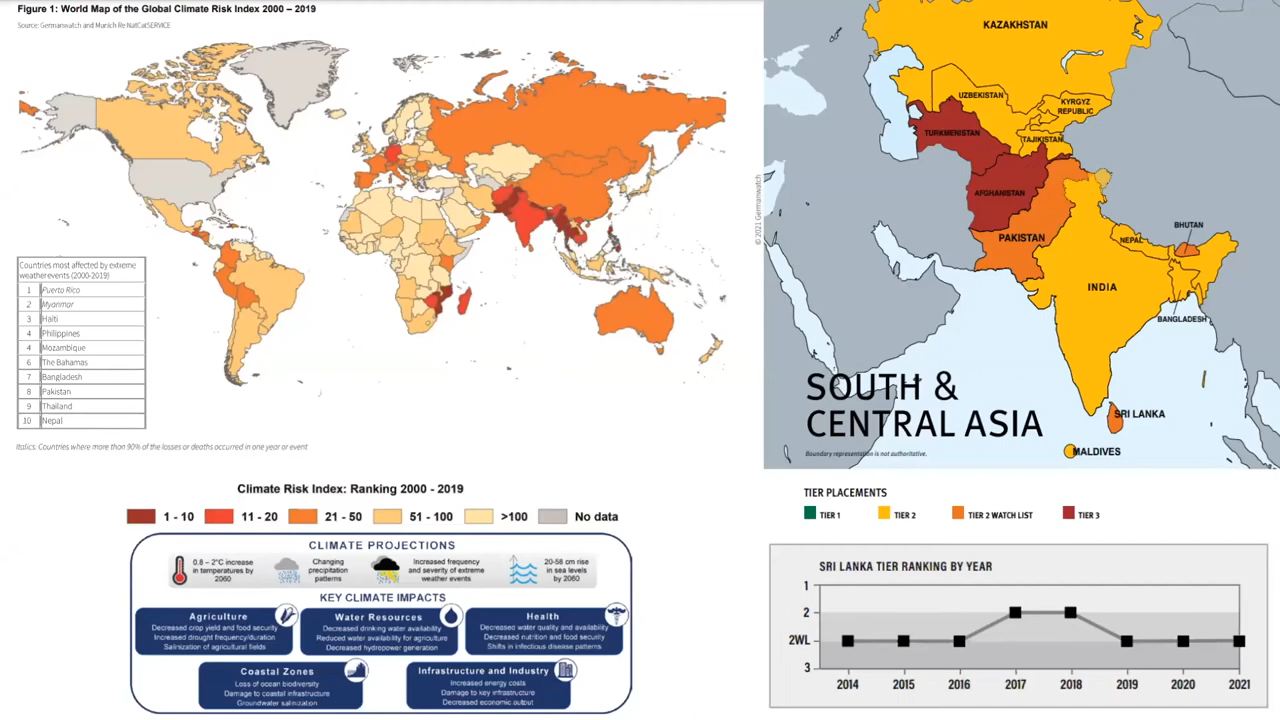 Figure 1: World Map of the Global Climate Risk Index 2000 – 2019
Source: Germanwatch and Munich Re NatCatSERVICE
Countries most affected by extreme
weather events (2000-2019)
1 Puerto Rico
2 Myanmar
3 Haiti
4 Philippines
4 Mozambique
6 The Bahamas
7 Bangladesh
8 Pakistan
9 Thailand
10 Nepal
Italics: Countries where more than 90% of the losses or deaths occurred in one year or event
© 2021 Germanwatch
Climate Risk Index: Ranking 2000 - 2019
1 - 10
11 - 20
21 - 50
51 - 100
>100
No data
CLIMATE PROJECTIONS
0.8 – 2°C increase
in temperatures by
2060
Changing
precipitation
patterns
Increased frequency
and severity of extreme
weather events
20-58 cm rise
in sea levels
by 2060
KEY CLIMATE IMPACTS
Agriculture
Decreased crop yield and food security
Increased drought frequency/duration
Salinization of agricultural fields
Water Resources
Decreased drinking water availability
Reduced water availability for agriculture
Decreased hydropower generation
Health
Decreased water quality and availability
Decreased nutrition and food security
Shifts in infectious disease patterns
Coastal Zones
Loss of ocean biodiversity
Damage to coastal infrastructure
Groundwater salinization
Infrastructure and Industry
Increased energy costs
Damage to key infrastructure
Decreased economic output
KAZAKHSTAN
UZBEKISTAN
KYRGYZ
REPUBLIC
TURKMENISTAN
TAJIKISTAN
AFGHANISTAN
PAKISTAN
NEPAL
BHUTAN
INDIA
BANGLADESH
SRI LANKA
MALDIVES
SOUTH &
CENTRAL ASIA
Boundary representation is not authoritative.
TIER PLACEMENTS
TIER 1
TIER 2
TIER 2 WATCH LIST
TIER 3
SRI LANKA TIER RANKING BY YEAR
1
2
2WL
3
2014 2015 2016 2017 2018 2019 2020 2021